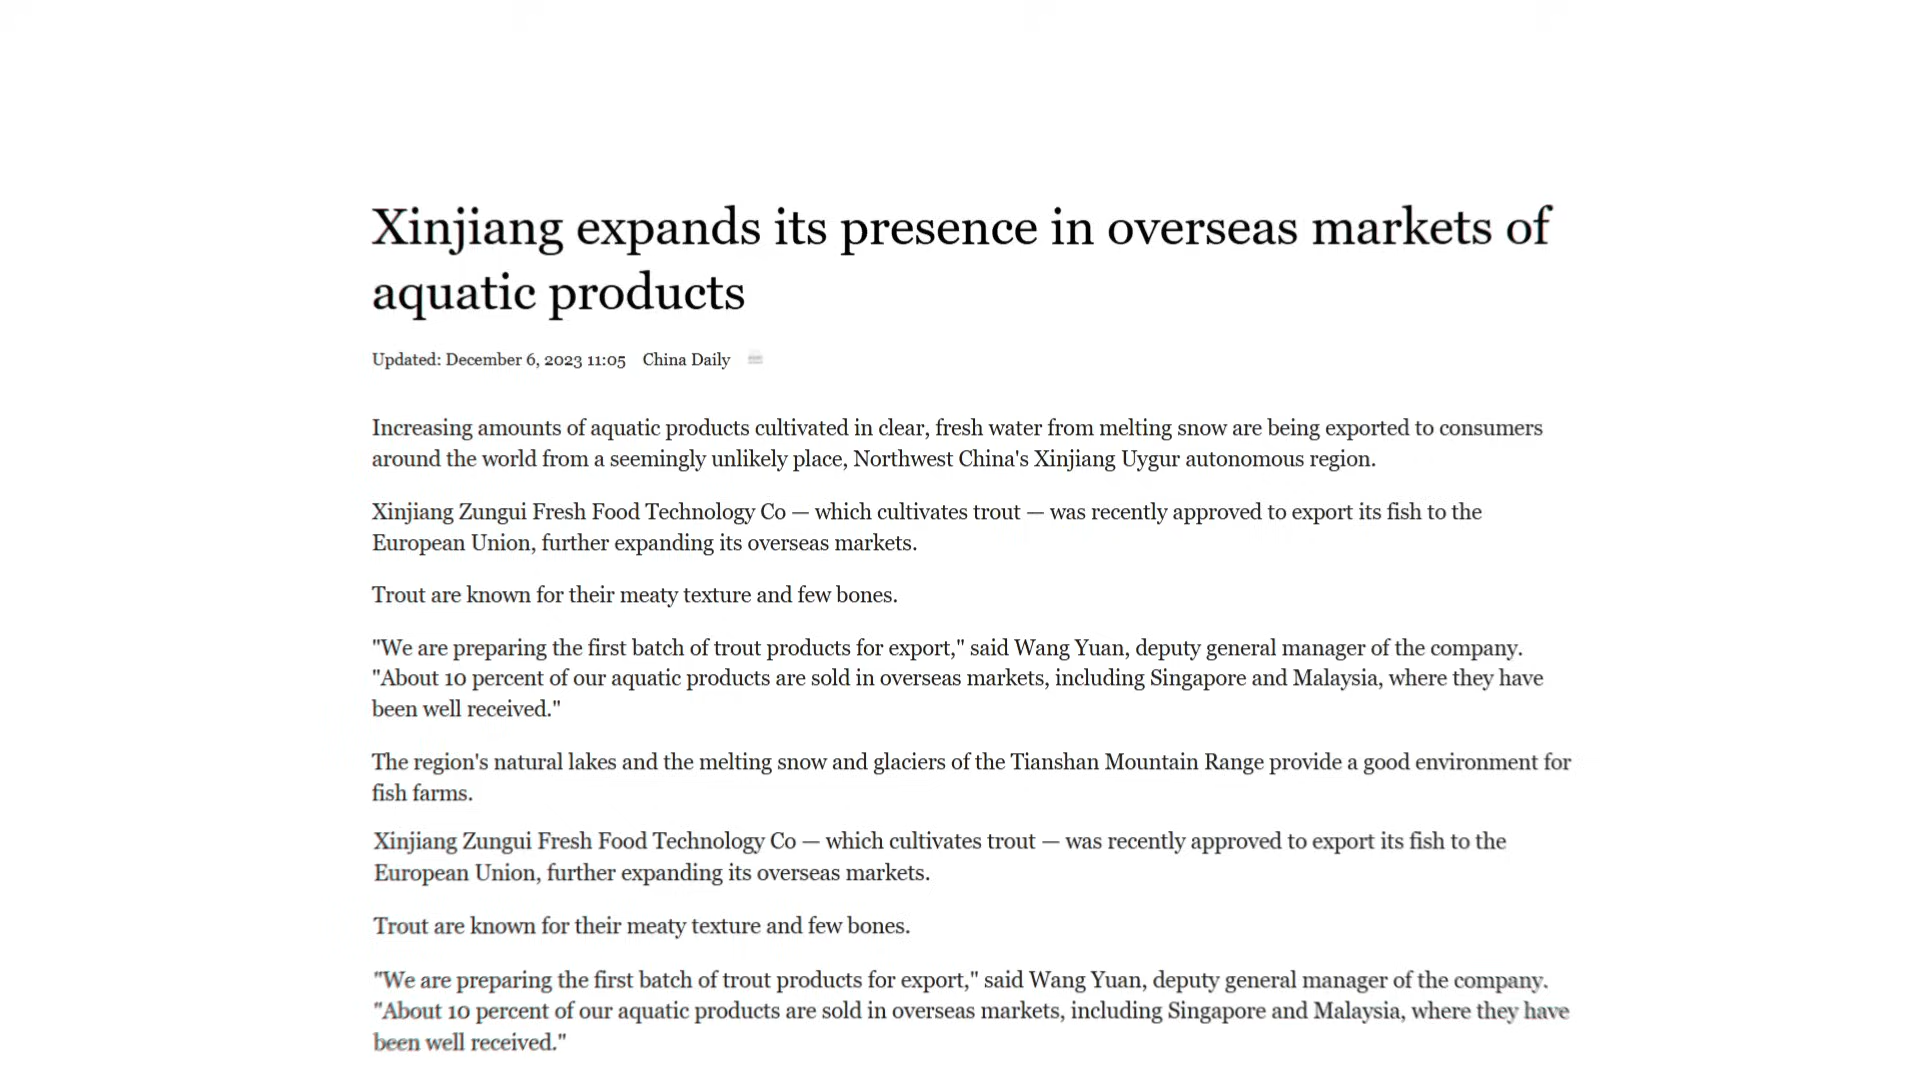 Xinjiang expands its presence in overseas markets of
aquatic products
Updated: December 6, 2023 11:05 China Daily
Increasing amounts of aquatic products cultivated in clear, fresh water from melting snow are being exported to consumers
around the world from a seemingly unlikely place, Northwest China's Xinjiang Uygur autonomous region.
Xinjiang Zungui Fresh Food Technology Co — which cultivates trout — was recently approved to export its fish to the
European Union, further expanding its overseas markets.
Trout are known for their meaty texture and few bones.
"We are preparing the first batch of trout products for export," said Wang Yuan, deputy general manager of the company.
"About 10 percent of our aquatic products are sold in overseas markets, including Singapore and Malaysia, where they have
been well received."
The region's natural lakes and the melting snow and glaciers of the Tianshan Mountain Range provide a good environment for
fish farms.
Xinjiang Zungui Fresh Food Technology Co — which cultivates trout — was recently approved to export its fish to the
European Union, further expanding its overseas markets.
Trout are known for their meaty texture and few bones.
"We are preparing the first batch of trout products for export," said Wang Yuan, deputy general manager of the company.
"About 10 percent of our aquatic products are sold in overseas markets, including Singapore and Malaysia, where they have
been well received."